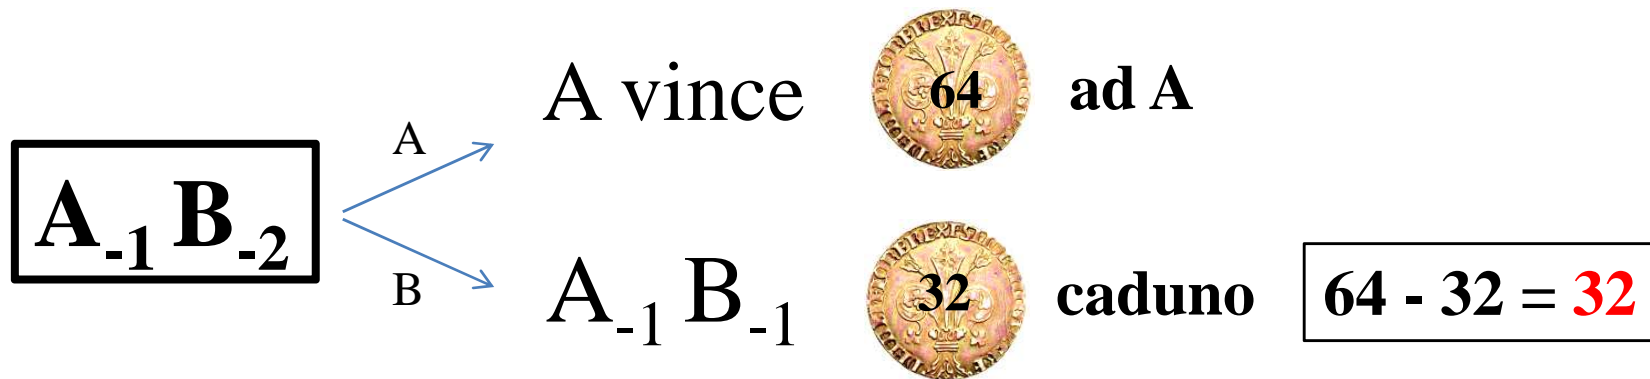 A vince 64 ad A
A
A-1 B-2
B
A-1 B-1 32 caduno 64 - 32 = 32